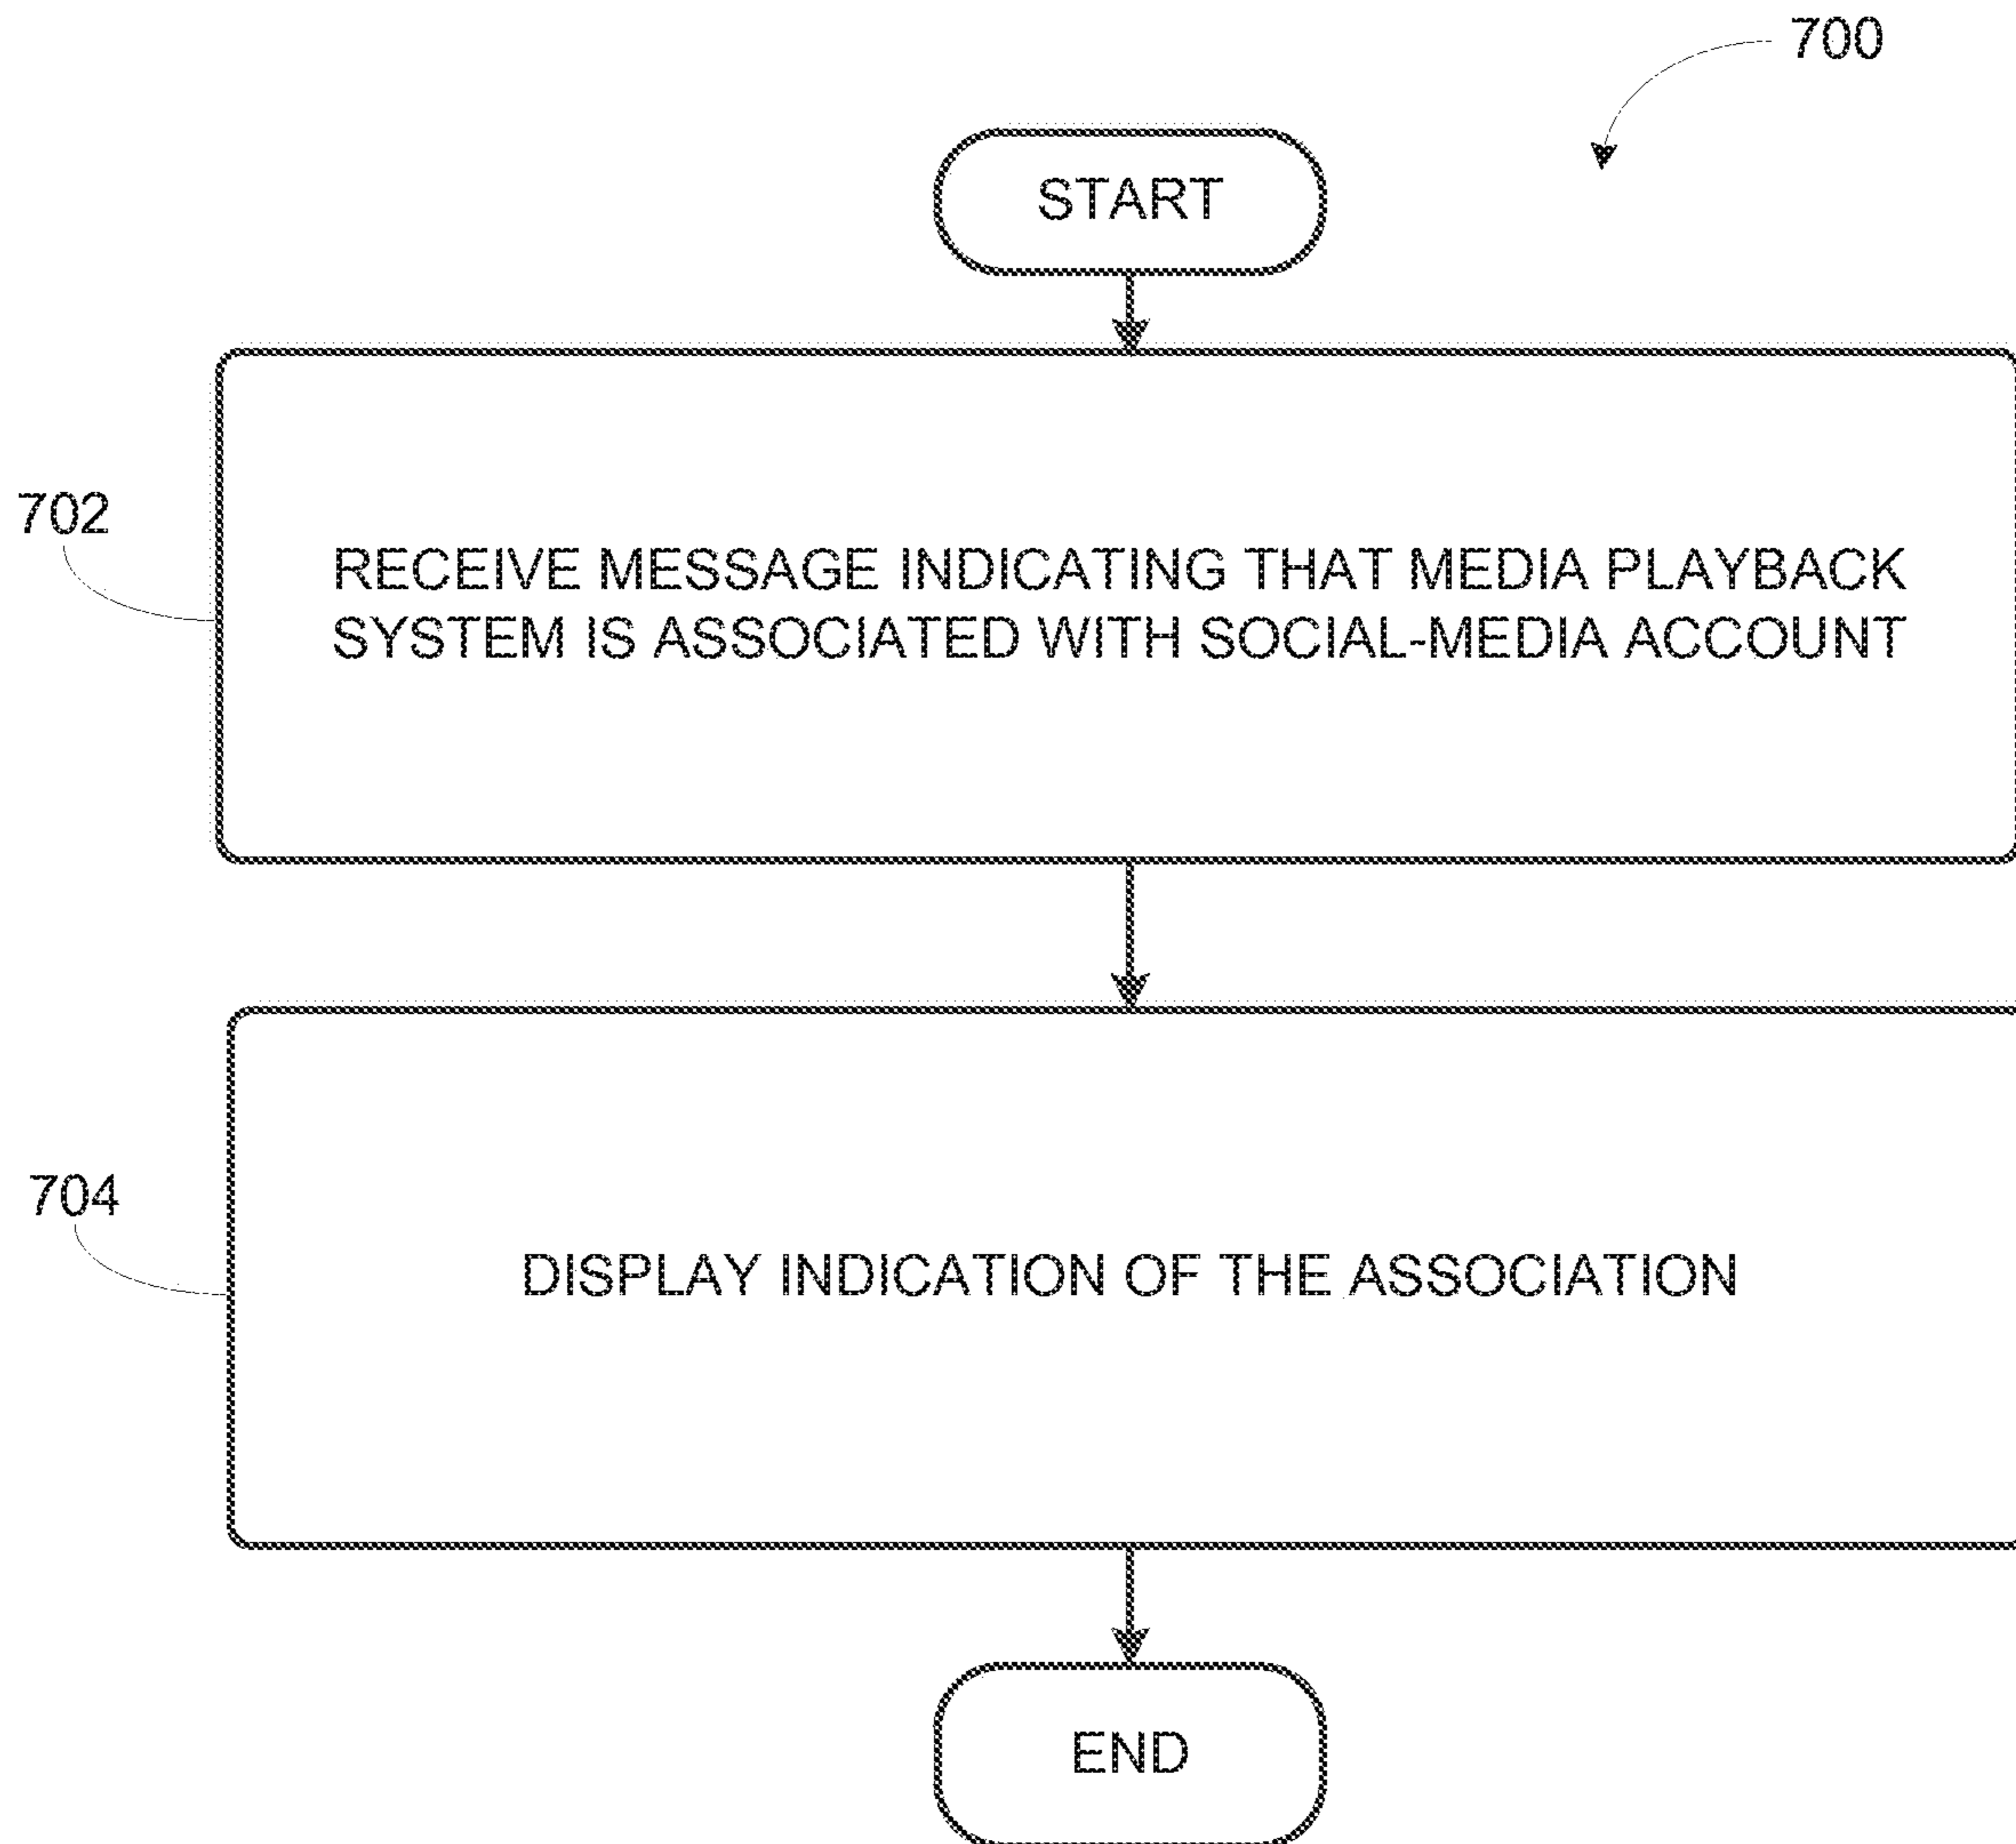 700
START
702
RECEIVE MESSAGE INDICATING THAT MEDIA PLAYBACK
SYSTEM IS ASSOCIATED WITH SOCIAL-MEDIA ACCOUNT
704
DISPLAY INDICATION OF THE ASSOCIATION
END